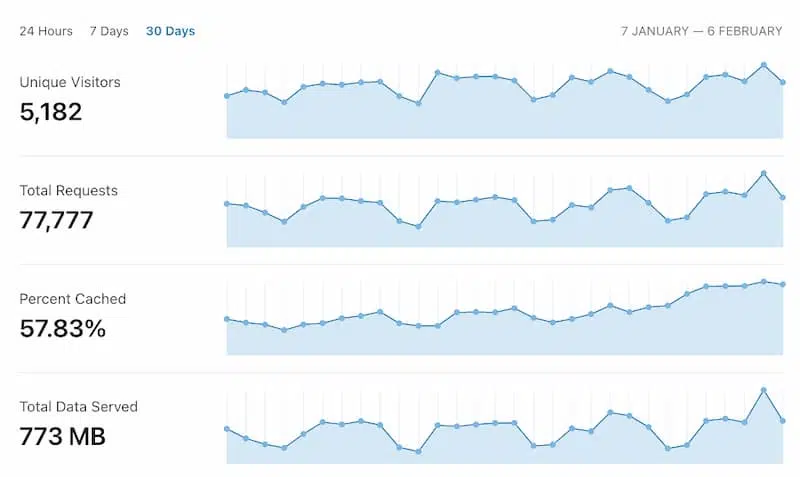 24 Hours 7 Days 30 Days 7 JANUARY — 6 FEBRUARY
Unique Visitors
5,182
Total Requests
77,777
Percent Cached
57.83%
Total Data Served
773 MB